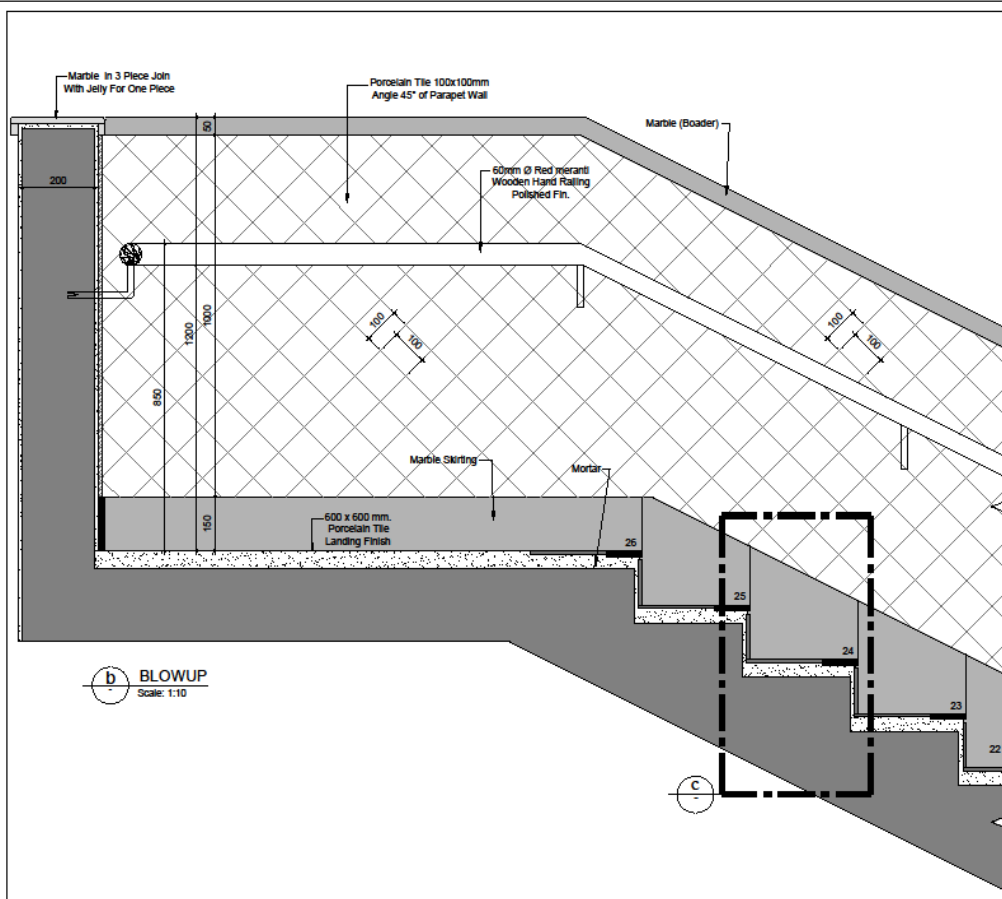 Marble in 3 Piece Join
With Jelly For One Piece
Porcelain Tile 100x100mm
Angle 45° of Parapet Wall
Marble (Boader)
50
200
60mm Ø Red meranti
Wooden Hand Railing
Polished Fin.
1200
1000
850
100
100
100
100
Marble Skirting
Mortar
150
600 x 600 mm.
Porcelain Tile
Landing Finish
26
25
24
23
22
b
-
BLOWUP
Scale: 1:10
c
-